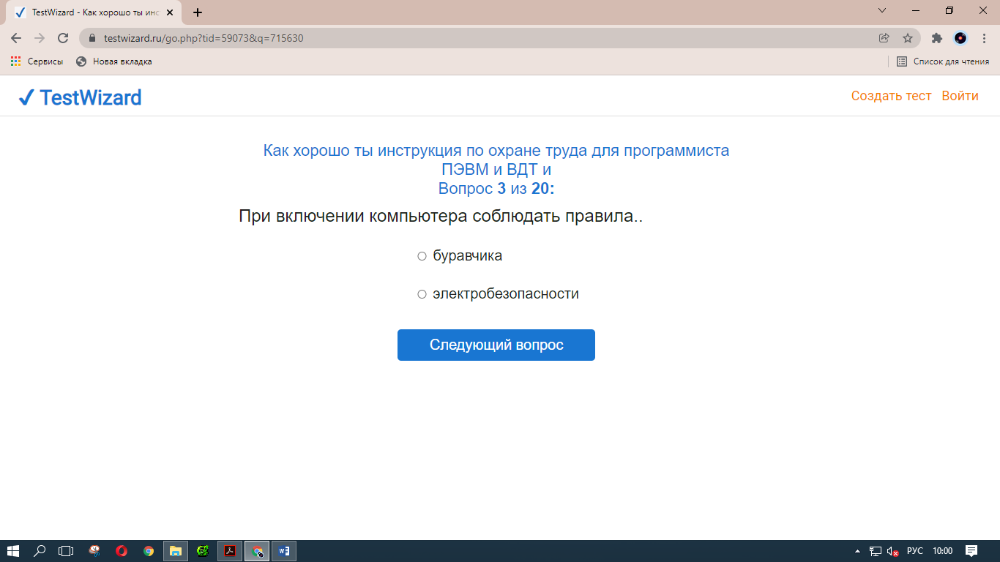 TestWizard - Как хорошо ты инс
testwizard.ru/go.php?tid=59073&q=715630
Сервисы
Новая вкладка
Список для чтения
TestWizard
Создать тест
Войти
Как хорошо ты инструкция по охране труда для программиста
ПЭВМ и ВДТ и
Вопрос 3 из 20:
При включении компьютера соблюдать правила..
буравчика
электробезопасности
Следующий вопрос
РУС
10:00